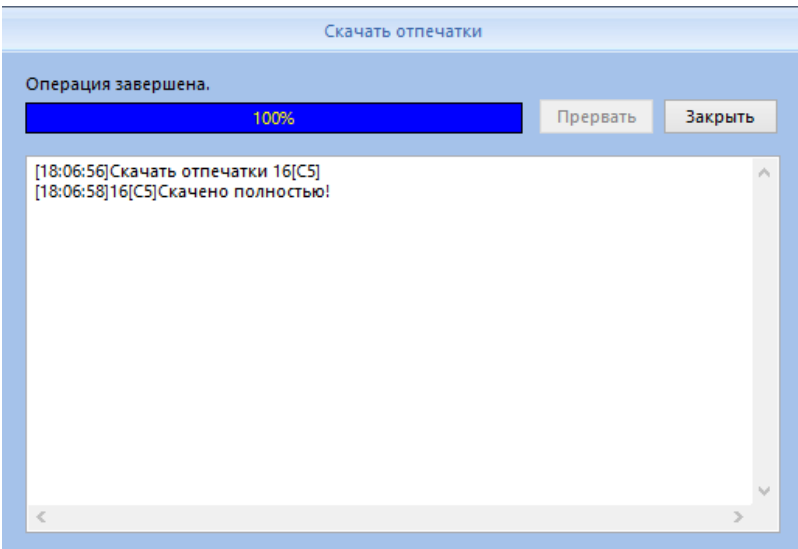 Скачать отпечатки
Операция завершена.
100%
Прервать
Закрыть
[18:06:56]Скачать отпечатки 16[C5]
[18:06:58]16[C5]Скачено полностью!